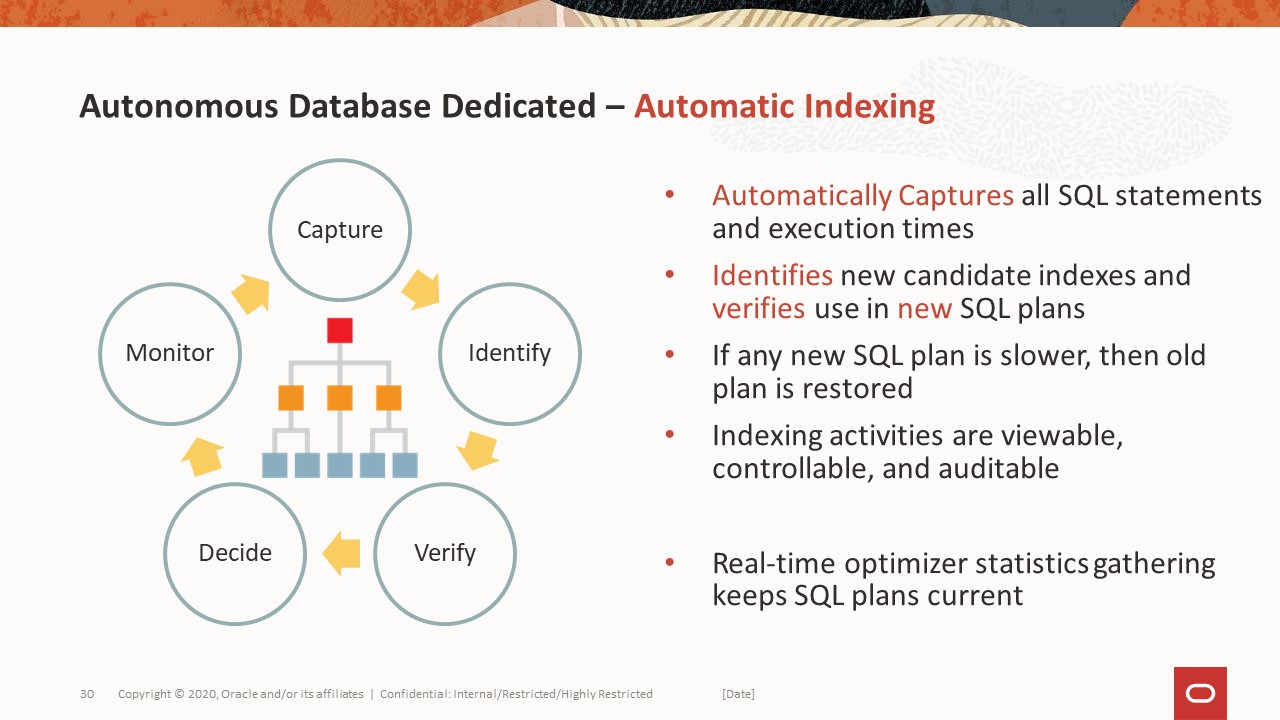 Autonomous Database Dedicated – Automatic Indexing
Capture
Identify
Verify
Decide
Monitor
• Automatically Captures all SQL statements
and execution times
• Identifies new candidate indexes and
verifies use in new SQL plans
• If any new SQL plan is slower, then old
plan is restored
• Indexing activities are viewable,
controllable, and auditable
• Real-time optimizer statistics gathering
keeps SQL plans current
30 Copyright © 2020, Oracle and/or its affiliates | Confidential: Internal/Restricted/Highly Restricted [Date]